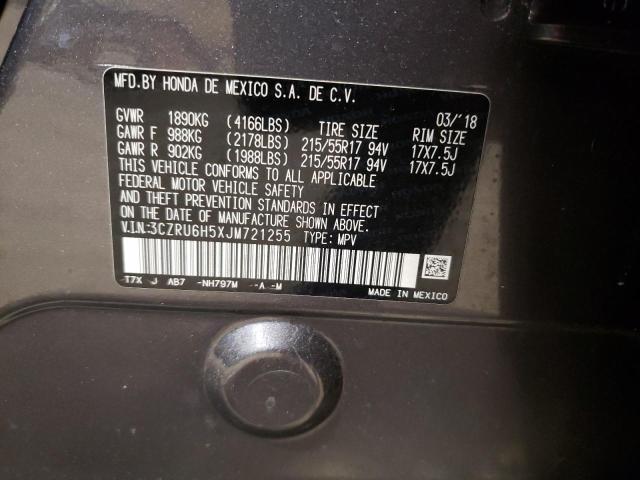 MFD.BY HONDA DE MEXICO S.A. DE C.V.
03/'18
GVWR 1890KG (4166LBS) TIRE SIZE RIM SIZE
GAWR F 988KG (2178LBS) 215/55R17 94V 17X7.5J
GAWR R 902KG (1988LBS) 215/55R17 94V 17X7.5J
THIS VEHICLE CONFORMS TO ALL APPLICABLE
FEDERAL MOTOR VEHICLE SAFETY
AND THEFT PREVENTION STANDARDS IN EFFECT
ON THE DATE OF MANUFACTURE SHOWN ABOVE.
V.I.N:3CZRU6H5XJM721255 TYPE: MPV
T7X J AB7 -NH797M -A -M
MADE IN MEXICO